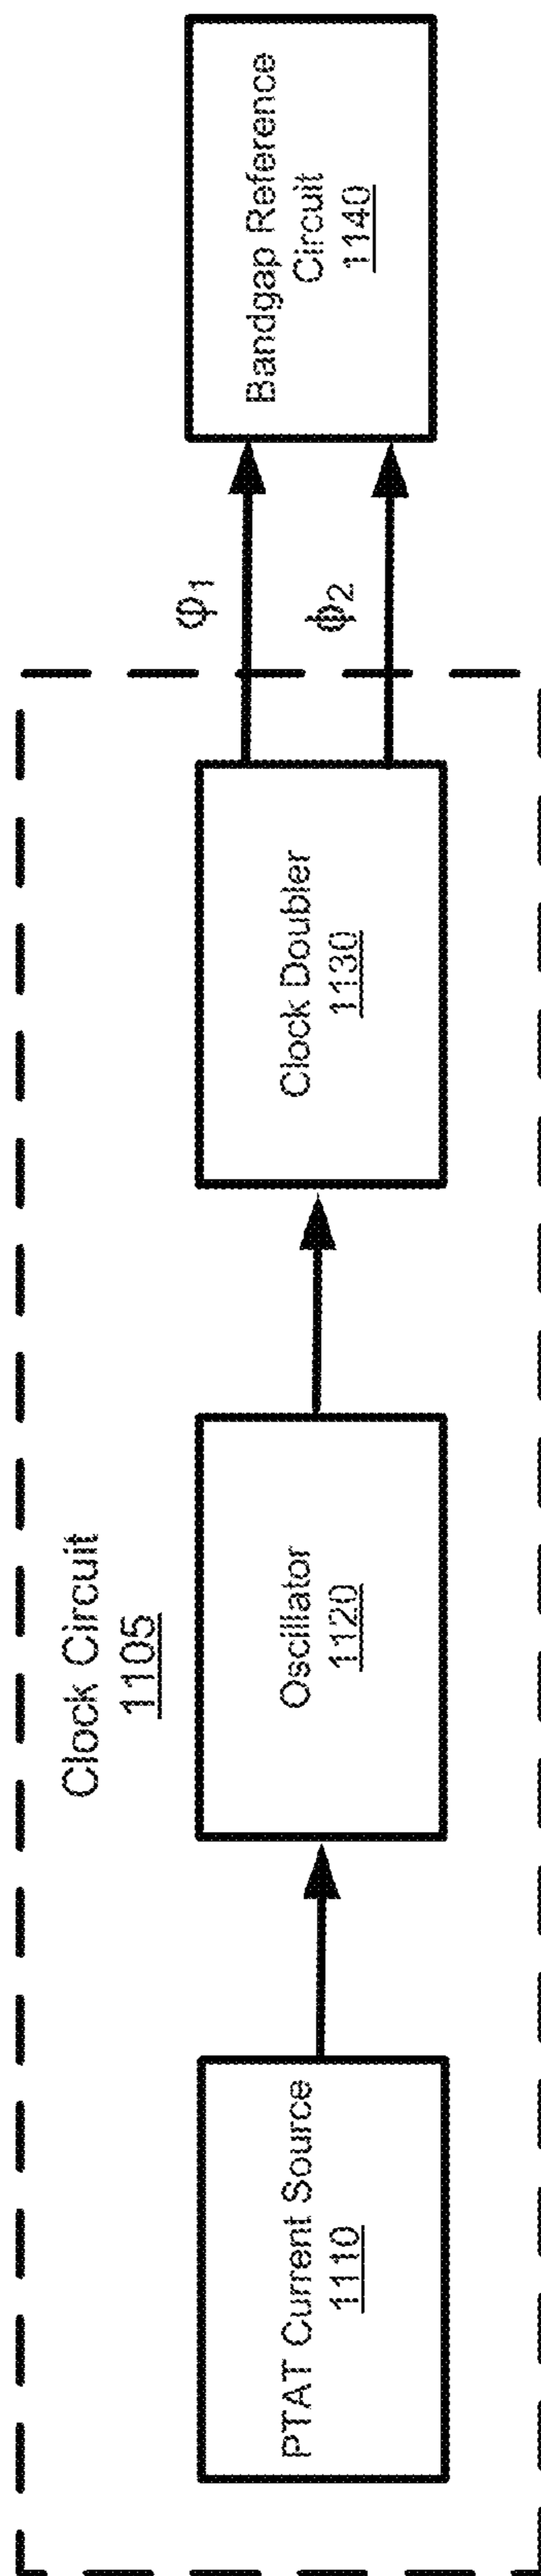 Clock Circuit
1105
PTAT Current Source
1110
Oscillator
1120
Clock Doubler
1130
φ1
ϕ2
Bandgap Reference
Circuit
1140